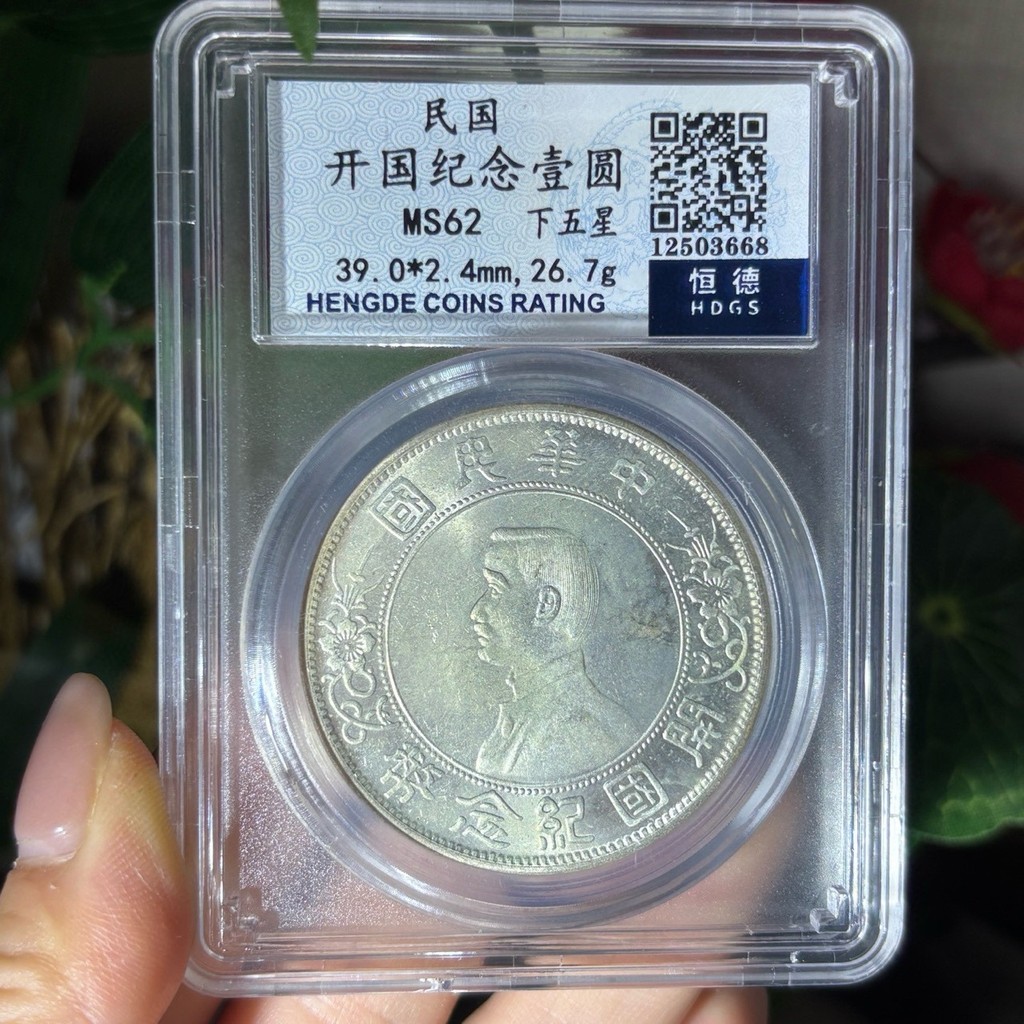 民国
开国纪念壹圆
MS62 下五星
39.0*2.4mm, 26.7g
HENGDE COINS RATING
12503668
恒德
HDGS
中華民國
開國紀念幣